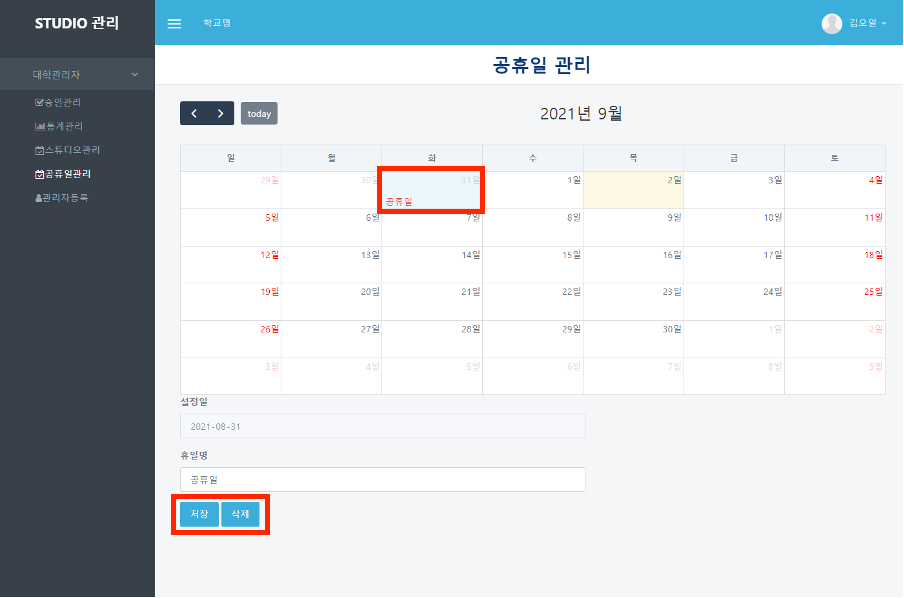 STUDIO 관리
학교명
김오일
대학관리자
승인관리
통계관리
스튜디오관리
공휴일관리
관리자등록
공휴일 관리
today
2021년 9월
일 월 화 수 목 금 토
29일 30일 31일 1일 2일 3일 4일
공휴일
5일 6일 7일 8일 9일 10일 11일
12일 13일 14일 15일 16일 17일 18일
19일 20일 21일 22일 23일 24일 25일
26일 27일 28일 29일 30일 1일 2일
3일 4일 5일 6일 7일 8일 9일
설정일
2021-08-31
휴일명
공휴일
저장 삭제